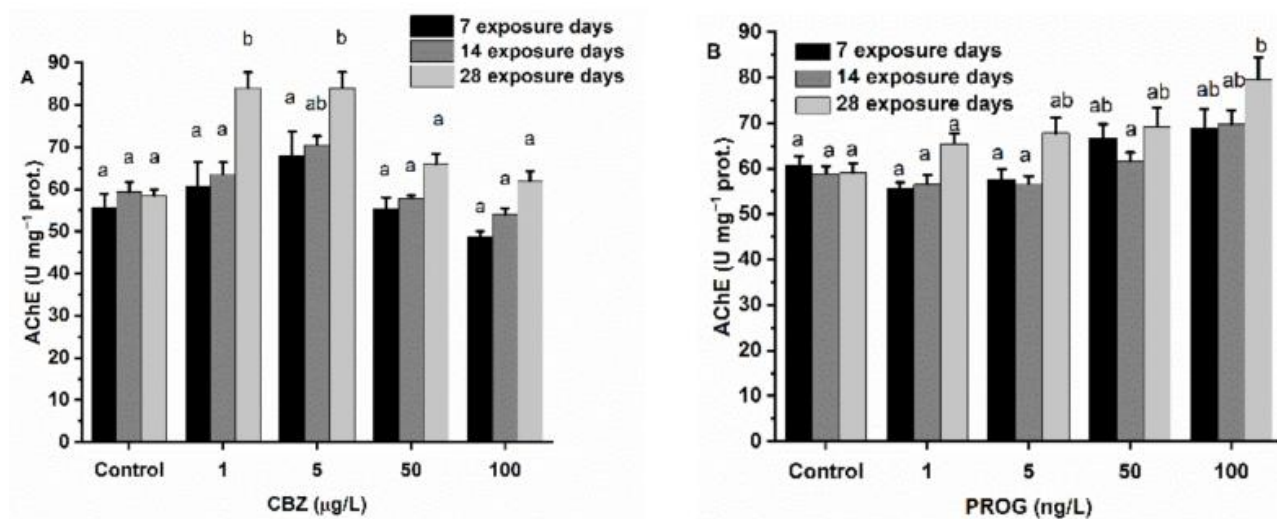 A
7 exposure days
14 exposure days
28 exposure days
AChE (U mg⁻¹ prot.)
90
80
70
60
50
40
30
20
10
0
a a a
a a b
a ab b
a a a
a a a
Control 1 5 50 100
CBZ (μg/L)
B
7 exposure days
14 exposure days
28 exposure days
AChE (U mg⁻¹ prot.)
90
80
70
60
50
40
30
20
10
0
a a a
a a a
a a ab
ab a ab
ab ab b
Control 1 5 50 100
PROG (ng/L)